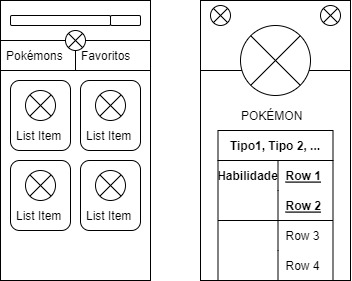 Pokémons Favoritos
List Item List Item
List Item List Item
POKÉMON
Tipo1, Tipo 2, ...
Habilidade Row 1
Row 2
Row 3
Row 4